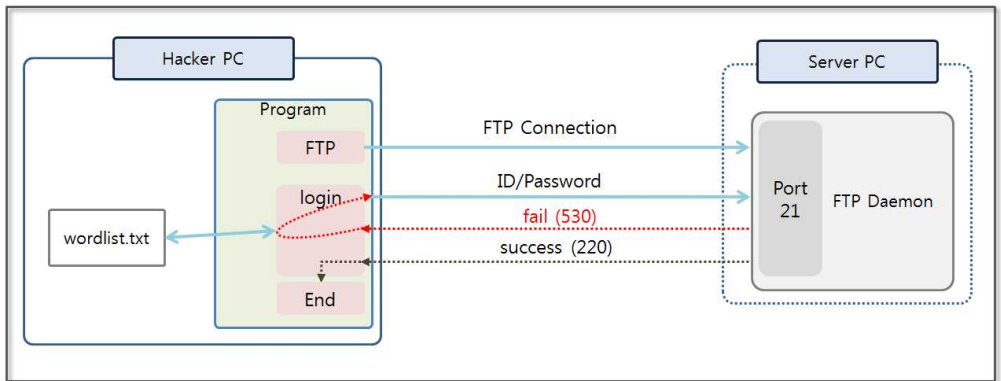 Hacker PC
Server PC
Program
FTP
FTP Connection
login
ID/Password
fail (530)
success (220)
wordlist.txt
End
Port
21
FTP Daemon